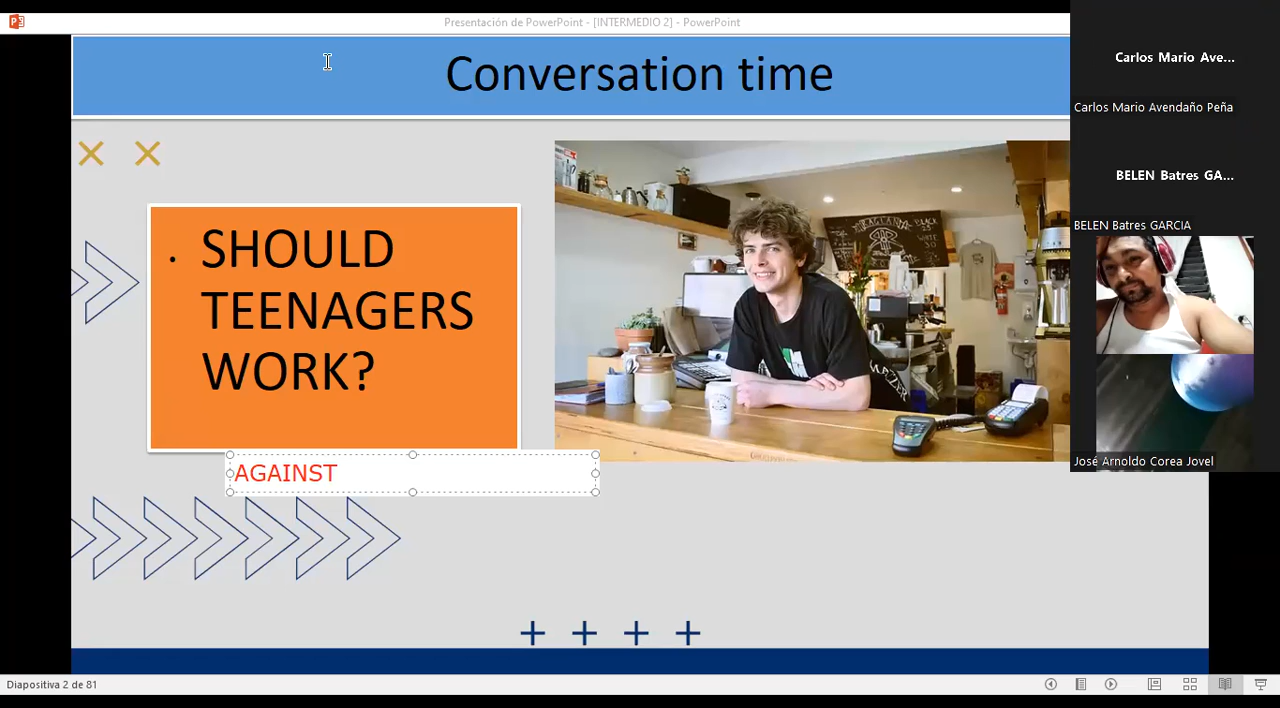 Presentación de PowerPoint - [INTERMEDIO 2] - PowerPoint
Conversation time
Carlos Mario Ave...
Carlos Mario Avendaño Peña
BELEN Batres GA...
BELEN Batres GARCIA
• SHOULD
TEENAGERS
WORK?
RAGLAN
AGAINST
José Arnoldo Corea Jovel
Diapositiva 2 de 81